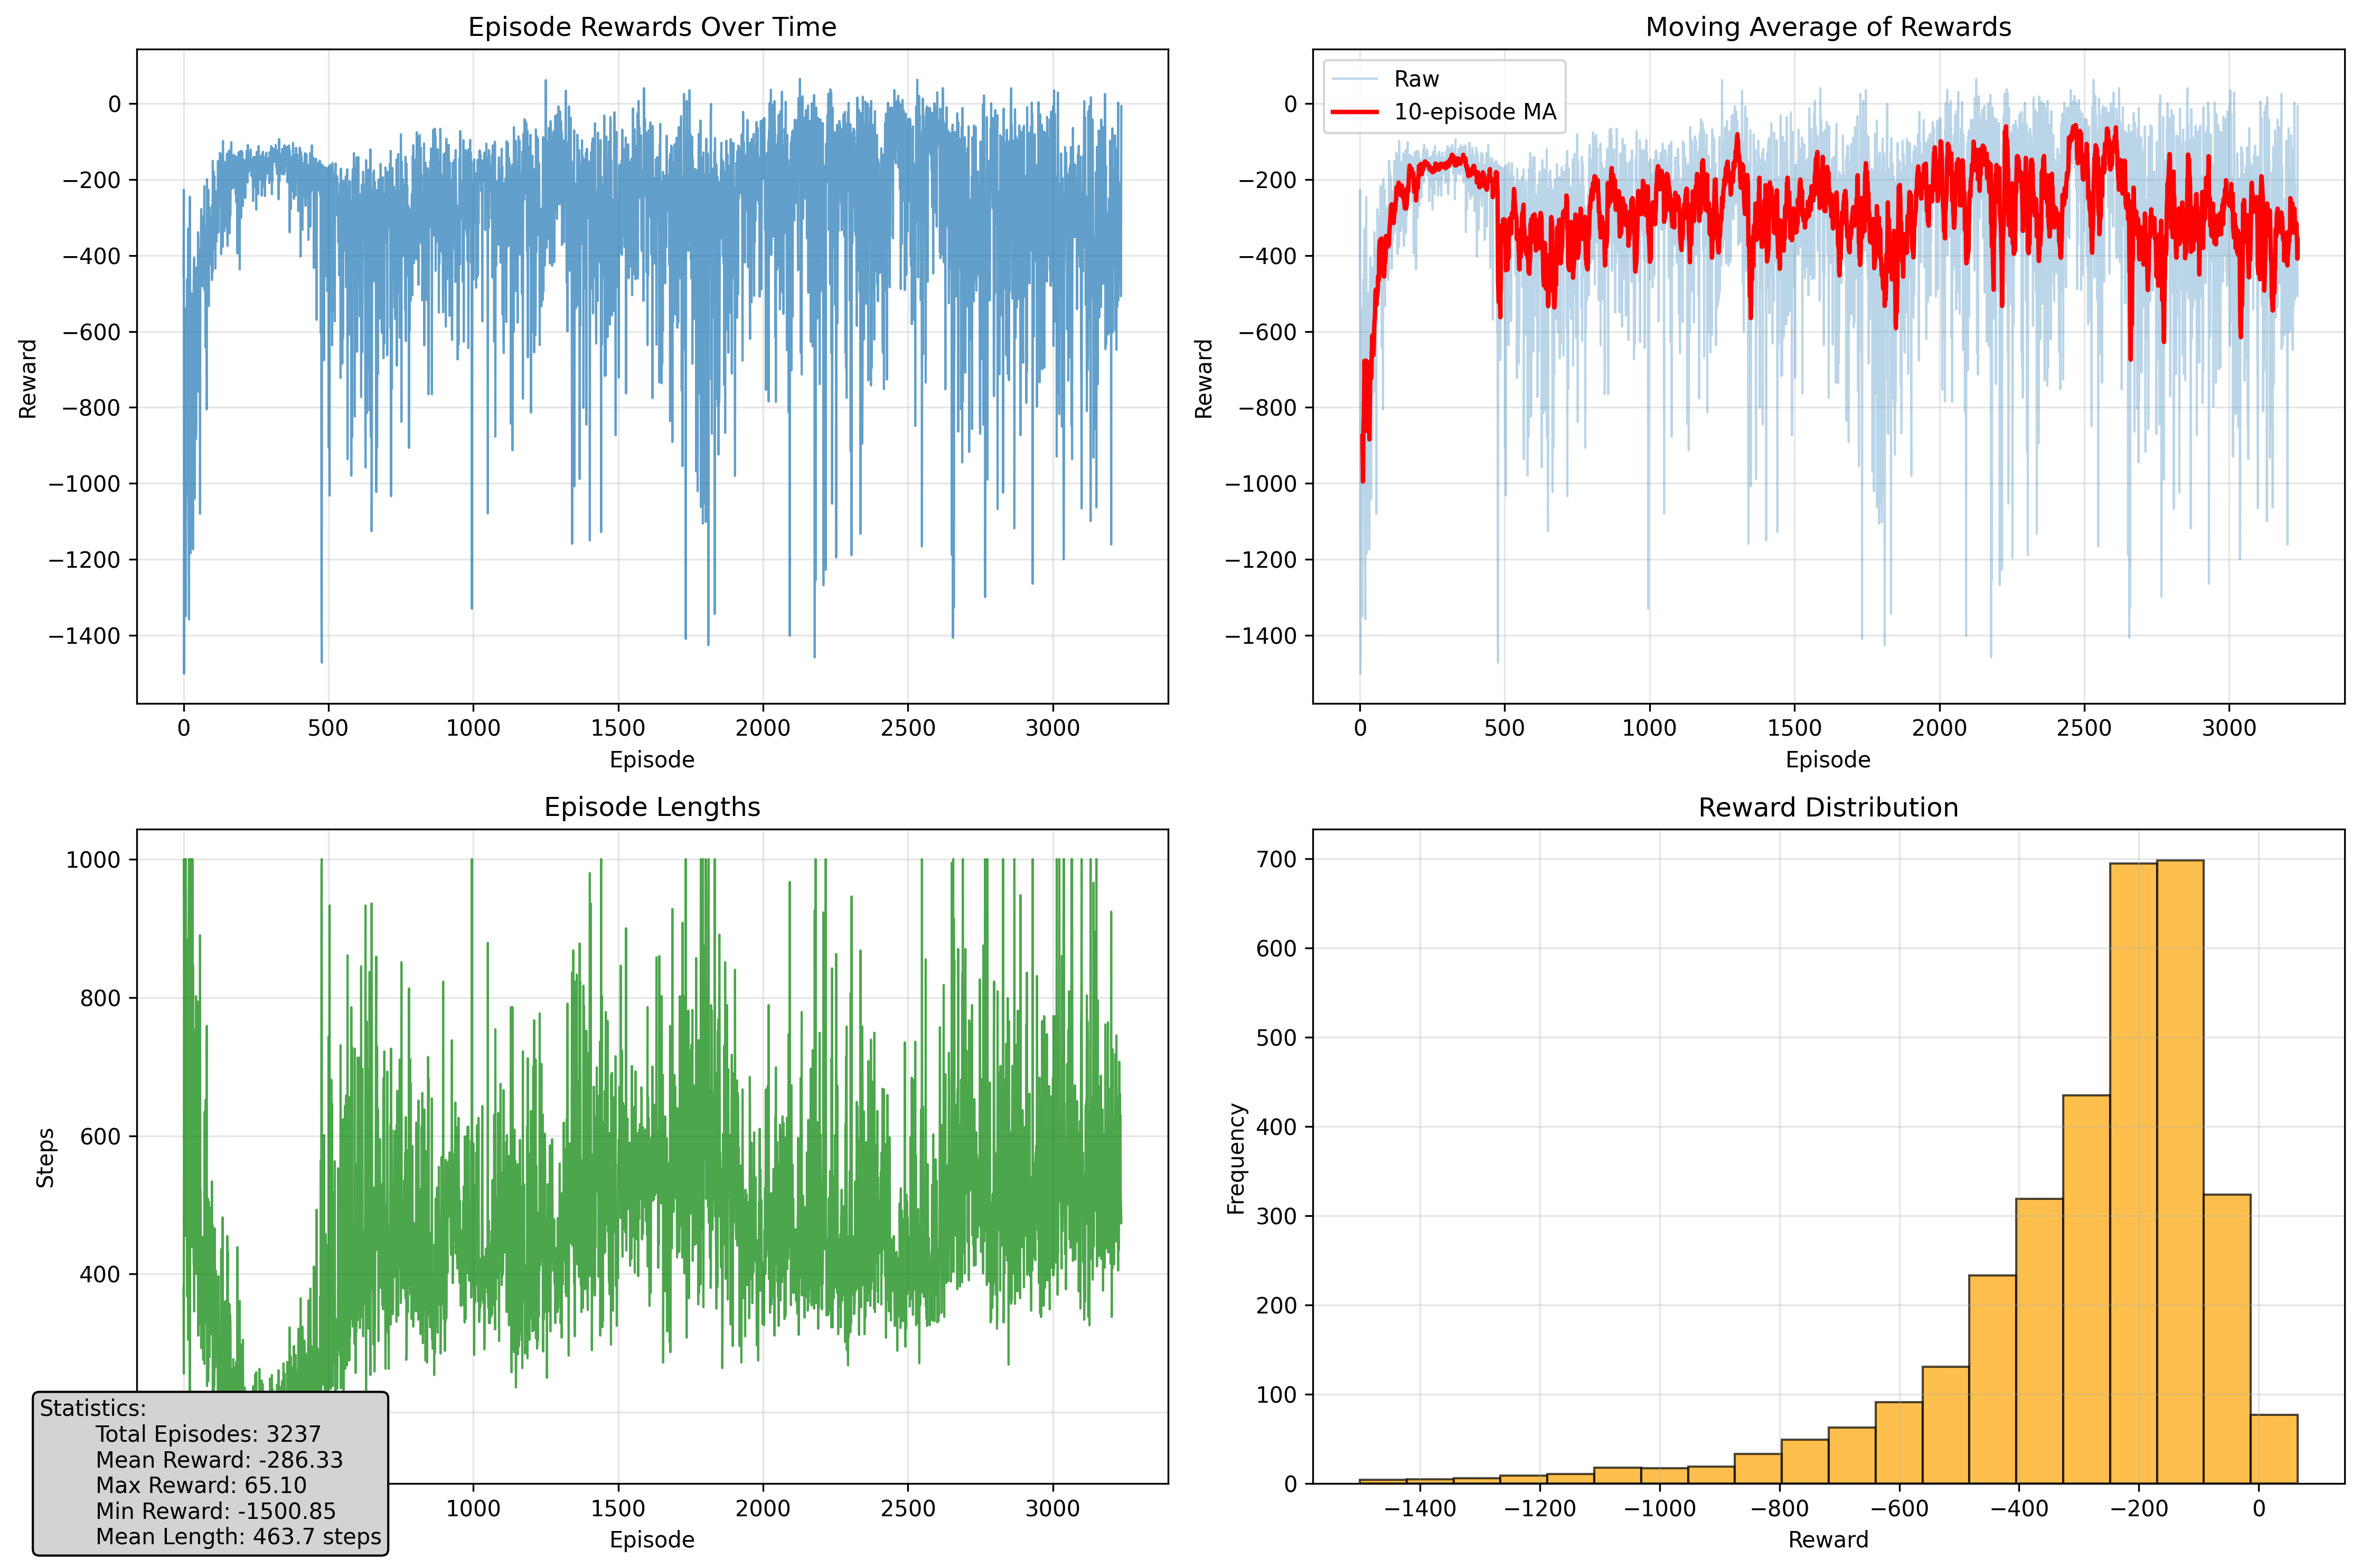 Episode Rewards Over Time
Reward
0
−200
−400
−600
−800
−1000
−1200
−1400
0 500 1000 1500 2000 2500 3000
Episode
Moving Average of Rewards
Raw
10-episode MA
Reward
0
−200
−400
−600
−800
−1000
−1200
−1400
0 500 1000 1500 2000 2500 3000
Episode
Episode Lengths
Steps
1000
800
600
400
1000 1500 2000 2500 3000
Episode
Statistics:
Total Episodes: 3237
Mean Reward: -286.33
Max Reward: 65.10
Min Reward: -1500.85
Mean Length: 463.7 steps
Reward Distribution
Frequency
700
600
500
400
300
200
100
0
−1400 −1200 −1000 −800 −600 −400 −200 0
Reward